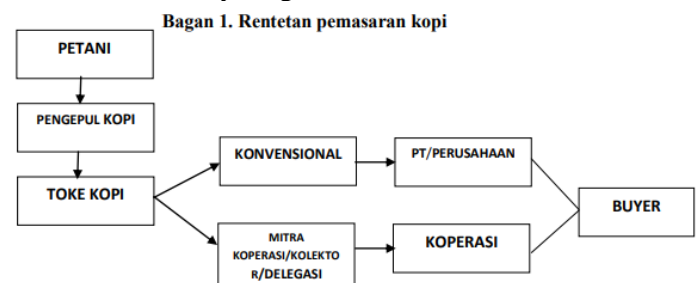 Bagan 1. Rentetan pemasaran kopi
PETANI
PENGEPUL KOPI
TOKE KOPI
KONVENSIONAL
PT/PERUSAHAAN
MITRA
KOPERASI/KOLEKTO
R/DELEGASI
KOPERASI
BUYER